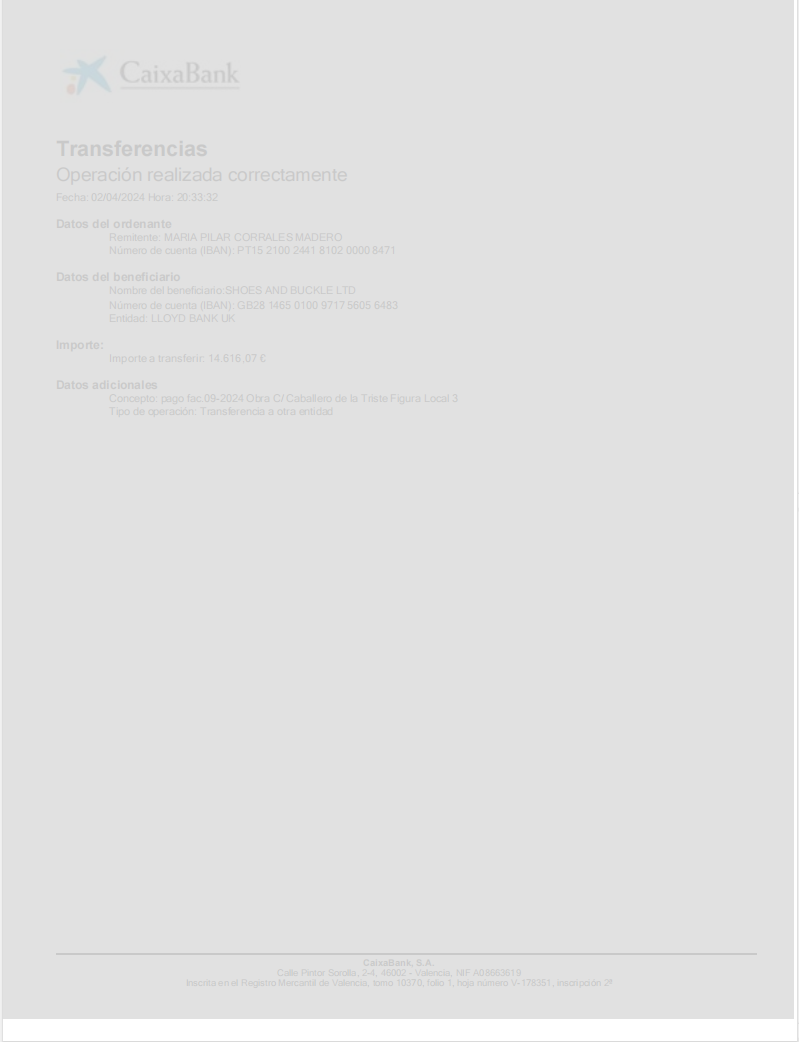 CaixaBank
Transferencias
Operación realizada correctamente
Fecha: 02/04/2024 Hora: 20:33:32
Datos del ordenante
Remitente: MARIA PILAR CORRALES MADERO
Número de cuenta (IBAN): PT15 2100 2441 8102 0000 8471
Datos del beneficiario
Nombre del beneficiario:SHOES AND BUCKLE LTD
Número de cuenta (IBAN): GB28 1465 0100 9717 5605 6483
Entidad: LLOYD BANK UK
Importe:
Importe a transferir: 14.616,07 €
Datos adicionales
Concepto: pago fac.09-2024 Obra C/ Caballero de la Triste Figura Local 3
Tipo de operación: Transferencia a otra entidad
CaixaBank, S.A.
Calle Pintor Sorolla, 2-4, 46002 - Valencia, NIF A08663619
Inscrita en el Registro Mercantil de Valencia, tomo 10370, folio 1, hoja número V-178351, inscripción 2ª